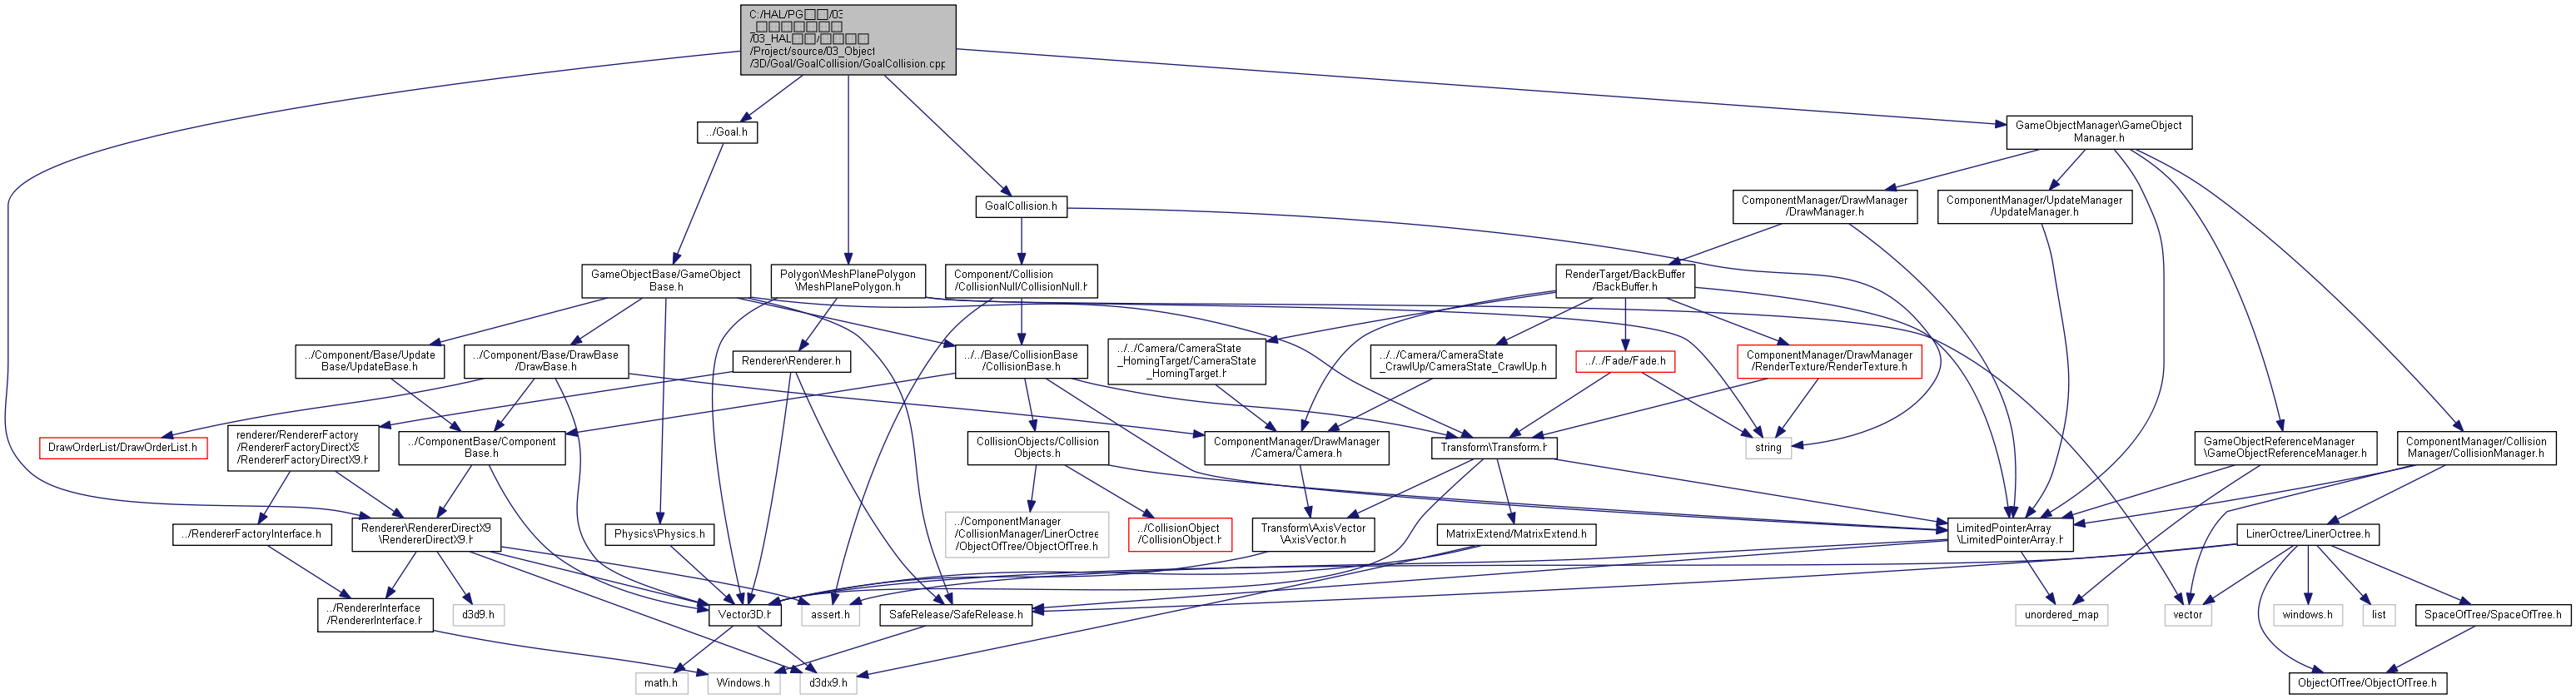 C:/HAL/PG□□/03
_□□□□□□□
/03_HAL□□/□□□□
/Project/source/03_Object
/3D/Goal/GoalCollision/GoalCollision.cpp
../Goal.h
GameObjectManager\GameObject
Manager.h
GoalCollision.h
ComponentManager/DrawManager
/DrawManager.h
ComponentManager/UpdateManager
/UpdateManager.h
GameObjectBase/GameObject
Base.h
Polygon\MeshPlanePolygon
\MeshPlanePolygon.h
Component/Collision
/CollisionNull/CollisionNull.h
RenderTarget/BackBuffer
/BackBuffer.h
../Component/Base/Update
Base/UpdateBase.h
../Component/Base/DrawBase
/DrawBase.h
Renderer\Renderer.h
../../Base/CollisionBase
/CollisionBase.h
../../Camera/CameraState
_HomingTarget/CameraState
_HomingTarget.h
../../Camera/CameraState
_CrawlUp/CameraState_CrawlUp.h
../../Fade/Fade.h
ComponentManager/DrawManager
/RenderTexture/RenderTexture.h
DrawOrderList/DrawOrderList.h
renderer/RendererFactory
/RendererFactoryDirectX9
/RendererFactoryDirectX9.h
../ComponentBase/Component
Base.h
CollisionObjects/Collision
Objects.h
ComponentManager/DrawManager
/Camera/Camera.h
Transform\Transform.h
string
GameObjectReferenceManager
\GameObjectReferenceManager.h
ComponentManager/Collision
Manager/CollisionManager.h
../RendererFactoryInterface.h
Renderer\RendererDirectX9
\RendererDirectX9.h
Physics\Physics.h
../ComponentManager
/CollisionManager/LinerOctree
/ObjectOfTree/ObjectOfTree.h
../CollisionObject
/CollisionObject.h
Transform\AxisVector
\AxisVector.h
MatrixExtend/MatrixExtend.h
LimitedPointerArray
\LimitedPointerArray.h
LinerOctree/LinerOctree.h
../RendererInterface
/RendererInterface.h
d3d9.h
Vector3D.h
assert.h
SafeRelease/SafeRelease.h
unordered_map
vector
windows.h
list
SpaceOfTree/SpaceOfTree.h
math.h
Windows.h
d3dx9.h
ObjectOfTree/ObjectOfTree.h